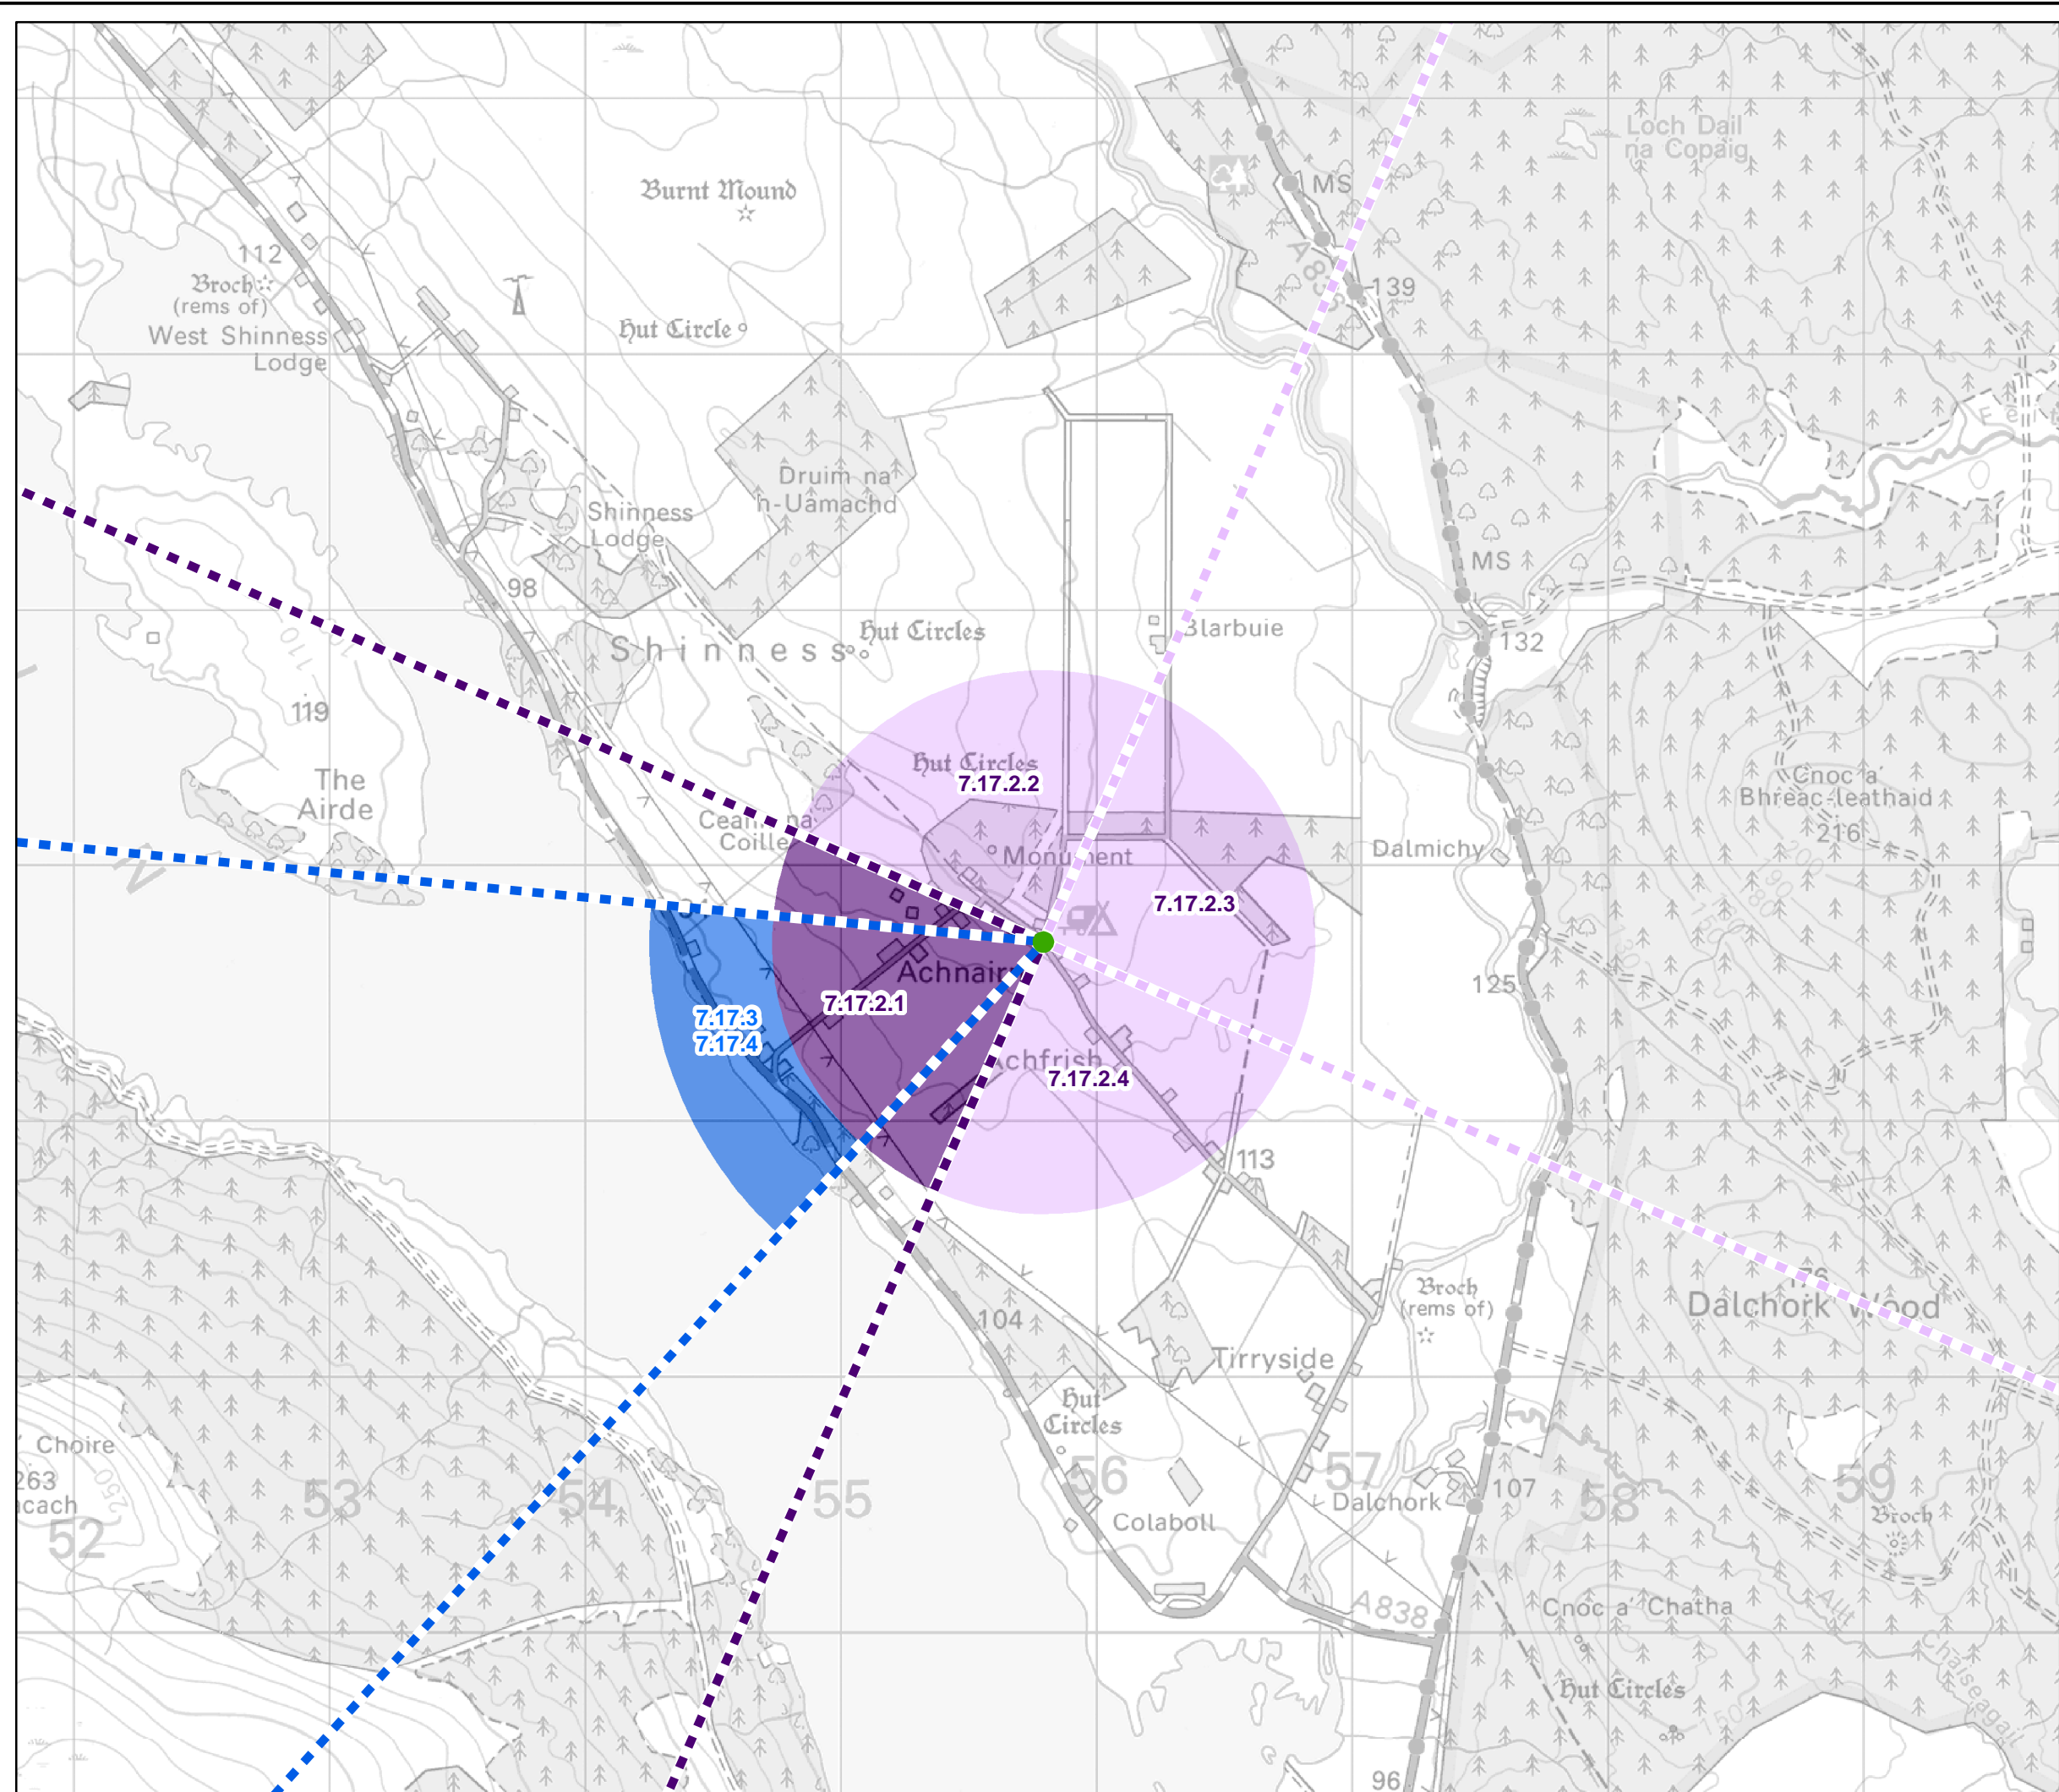 Loch Dail
na Copaig
MS
Burnt Mound
112
Broch
(rems of)
West Shinness
Lodge
Hut Circle
139
Druim na
h-Uamachd
Shinness
Lodge
MS
98
Hut Circles
Shinness
Blarbuie
132
119
The
Airde
Hut Circles
7.17.2.2
Cnoc a'
Bhreac-leathaid
216
Ceann na
Coille
Monument
Dalmichy
7.17.2.3
Achnairn
125
7.17.2.1
7.17.3
7.17.4
Achfrish
7.17.2.4
113
Broch
(rems of)
176
Dalchork Wood
104
Tirryside
Hut
Circles
' Choire
263
250
53
54
55
56
57
58
59
52
Dalchork
107
Broch
Colaboll
A838
Cnoc a' Chatha
Allt
Chaiseagail
Hut Circles
150
96